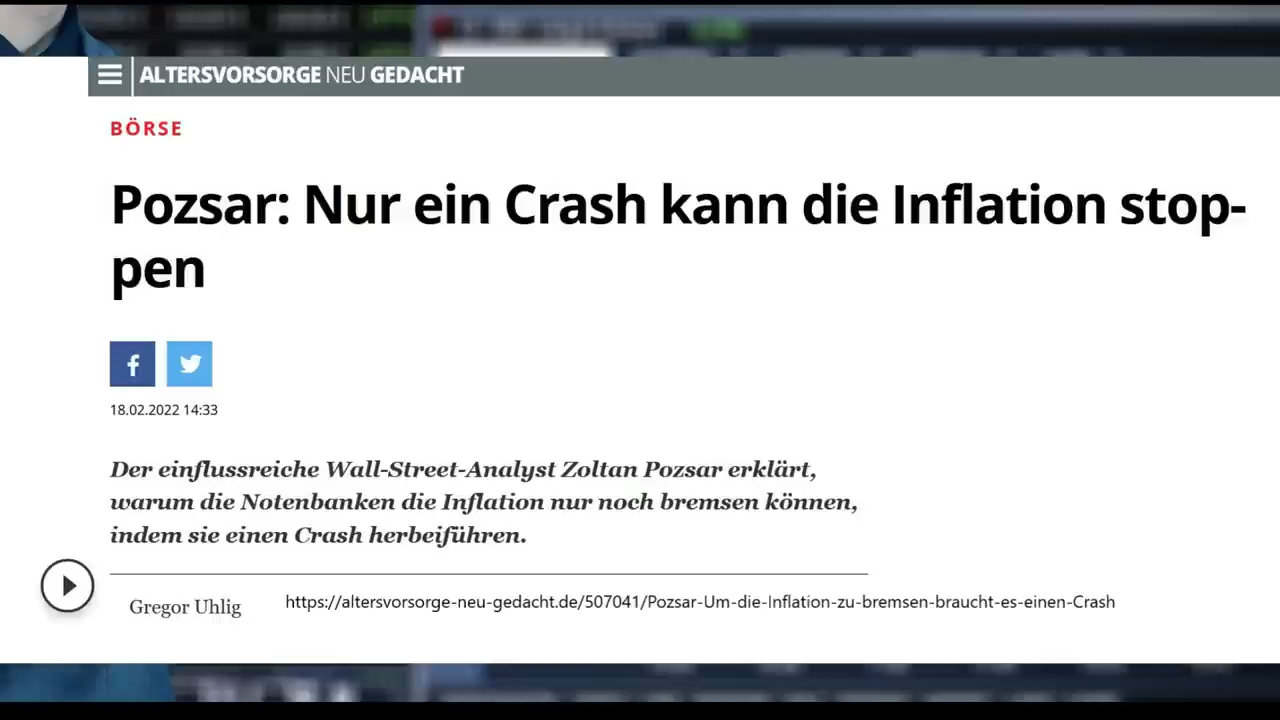 ALTERSVORSORGE NEU GEDACHT
BÖRSE
Pozsar: Nur ein Crash kann die Inflation stop-
pen
18.02.2022 14:33
Der einflussreiche Wall-Street-Analyst Zoltan Pozsar erklärt,
warum die Notenbanken die Inflation nur noch bremsen können,
indem sie einen Crash herbeiführen.
Gregor Uhlig
https://altersvorsorge-neu-gedacht.de/507041/Pozsar-Um-die-Inflation-zu-bremsen-braucht-es-einen-Crash